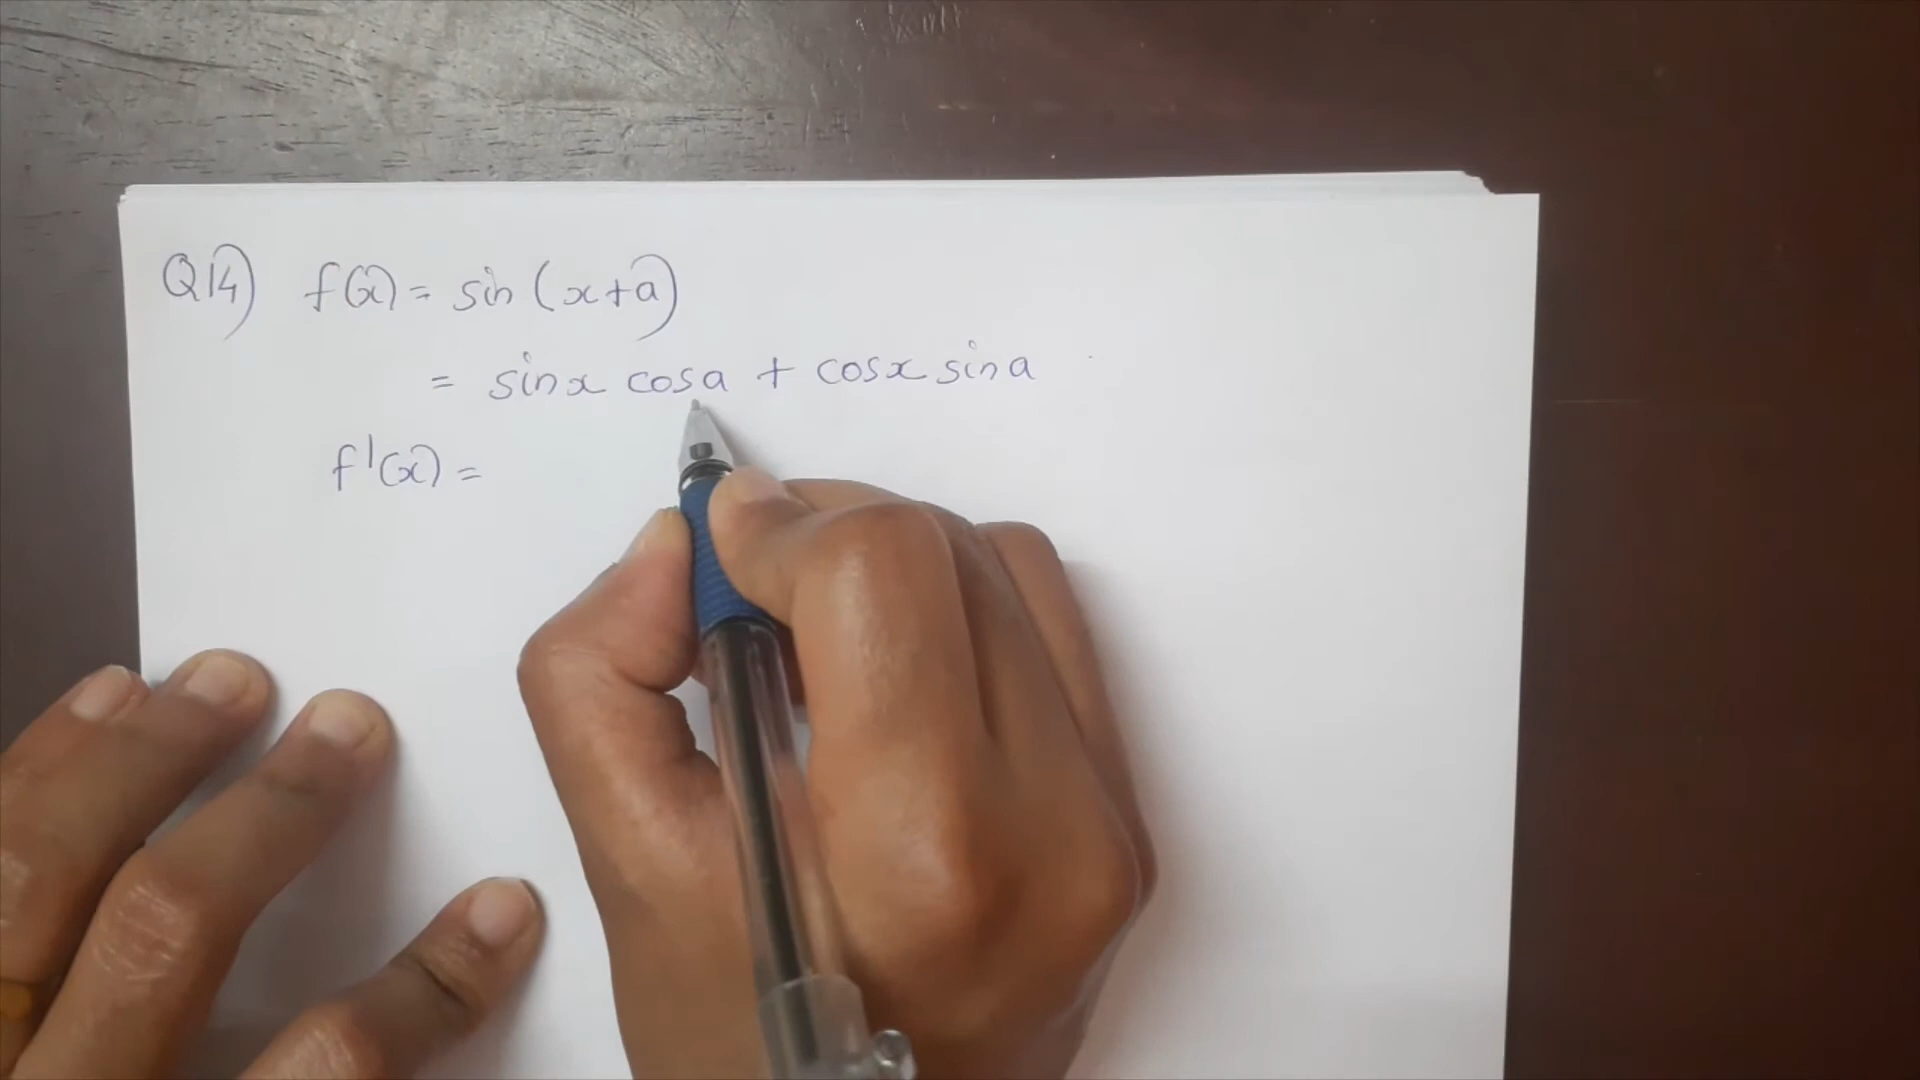 Q14) f(x) = sin (x+a)
= sinx cosa + cosx sina
f'(x) =